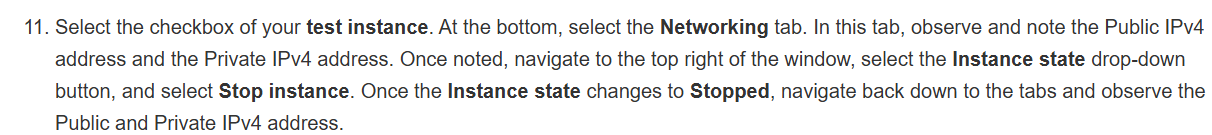 11. Select the checkbox of your test instance. At the bottom, select the Networking tab. In this tab, observe and note the Public IPv4
address and the Private IPv4 address. Once noted, navigate to the top right of the window, select the Instance state drop-down
button, and select Stop instance. Once the Instance state changes to Stopped, navigate back down to the tabs and observe the
Public and Private IPv4 address.